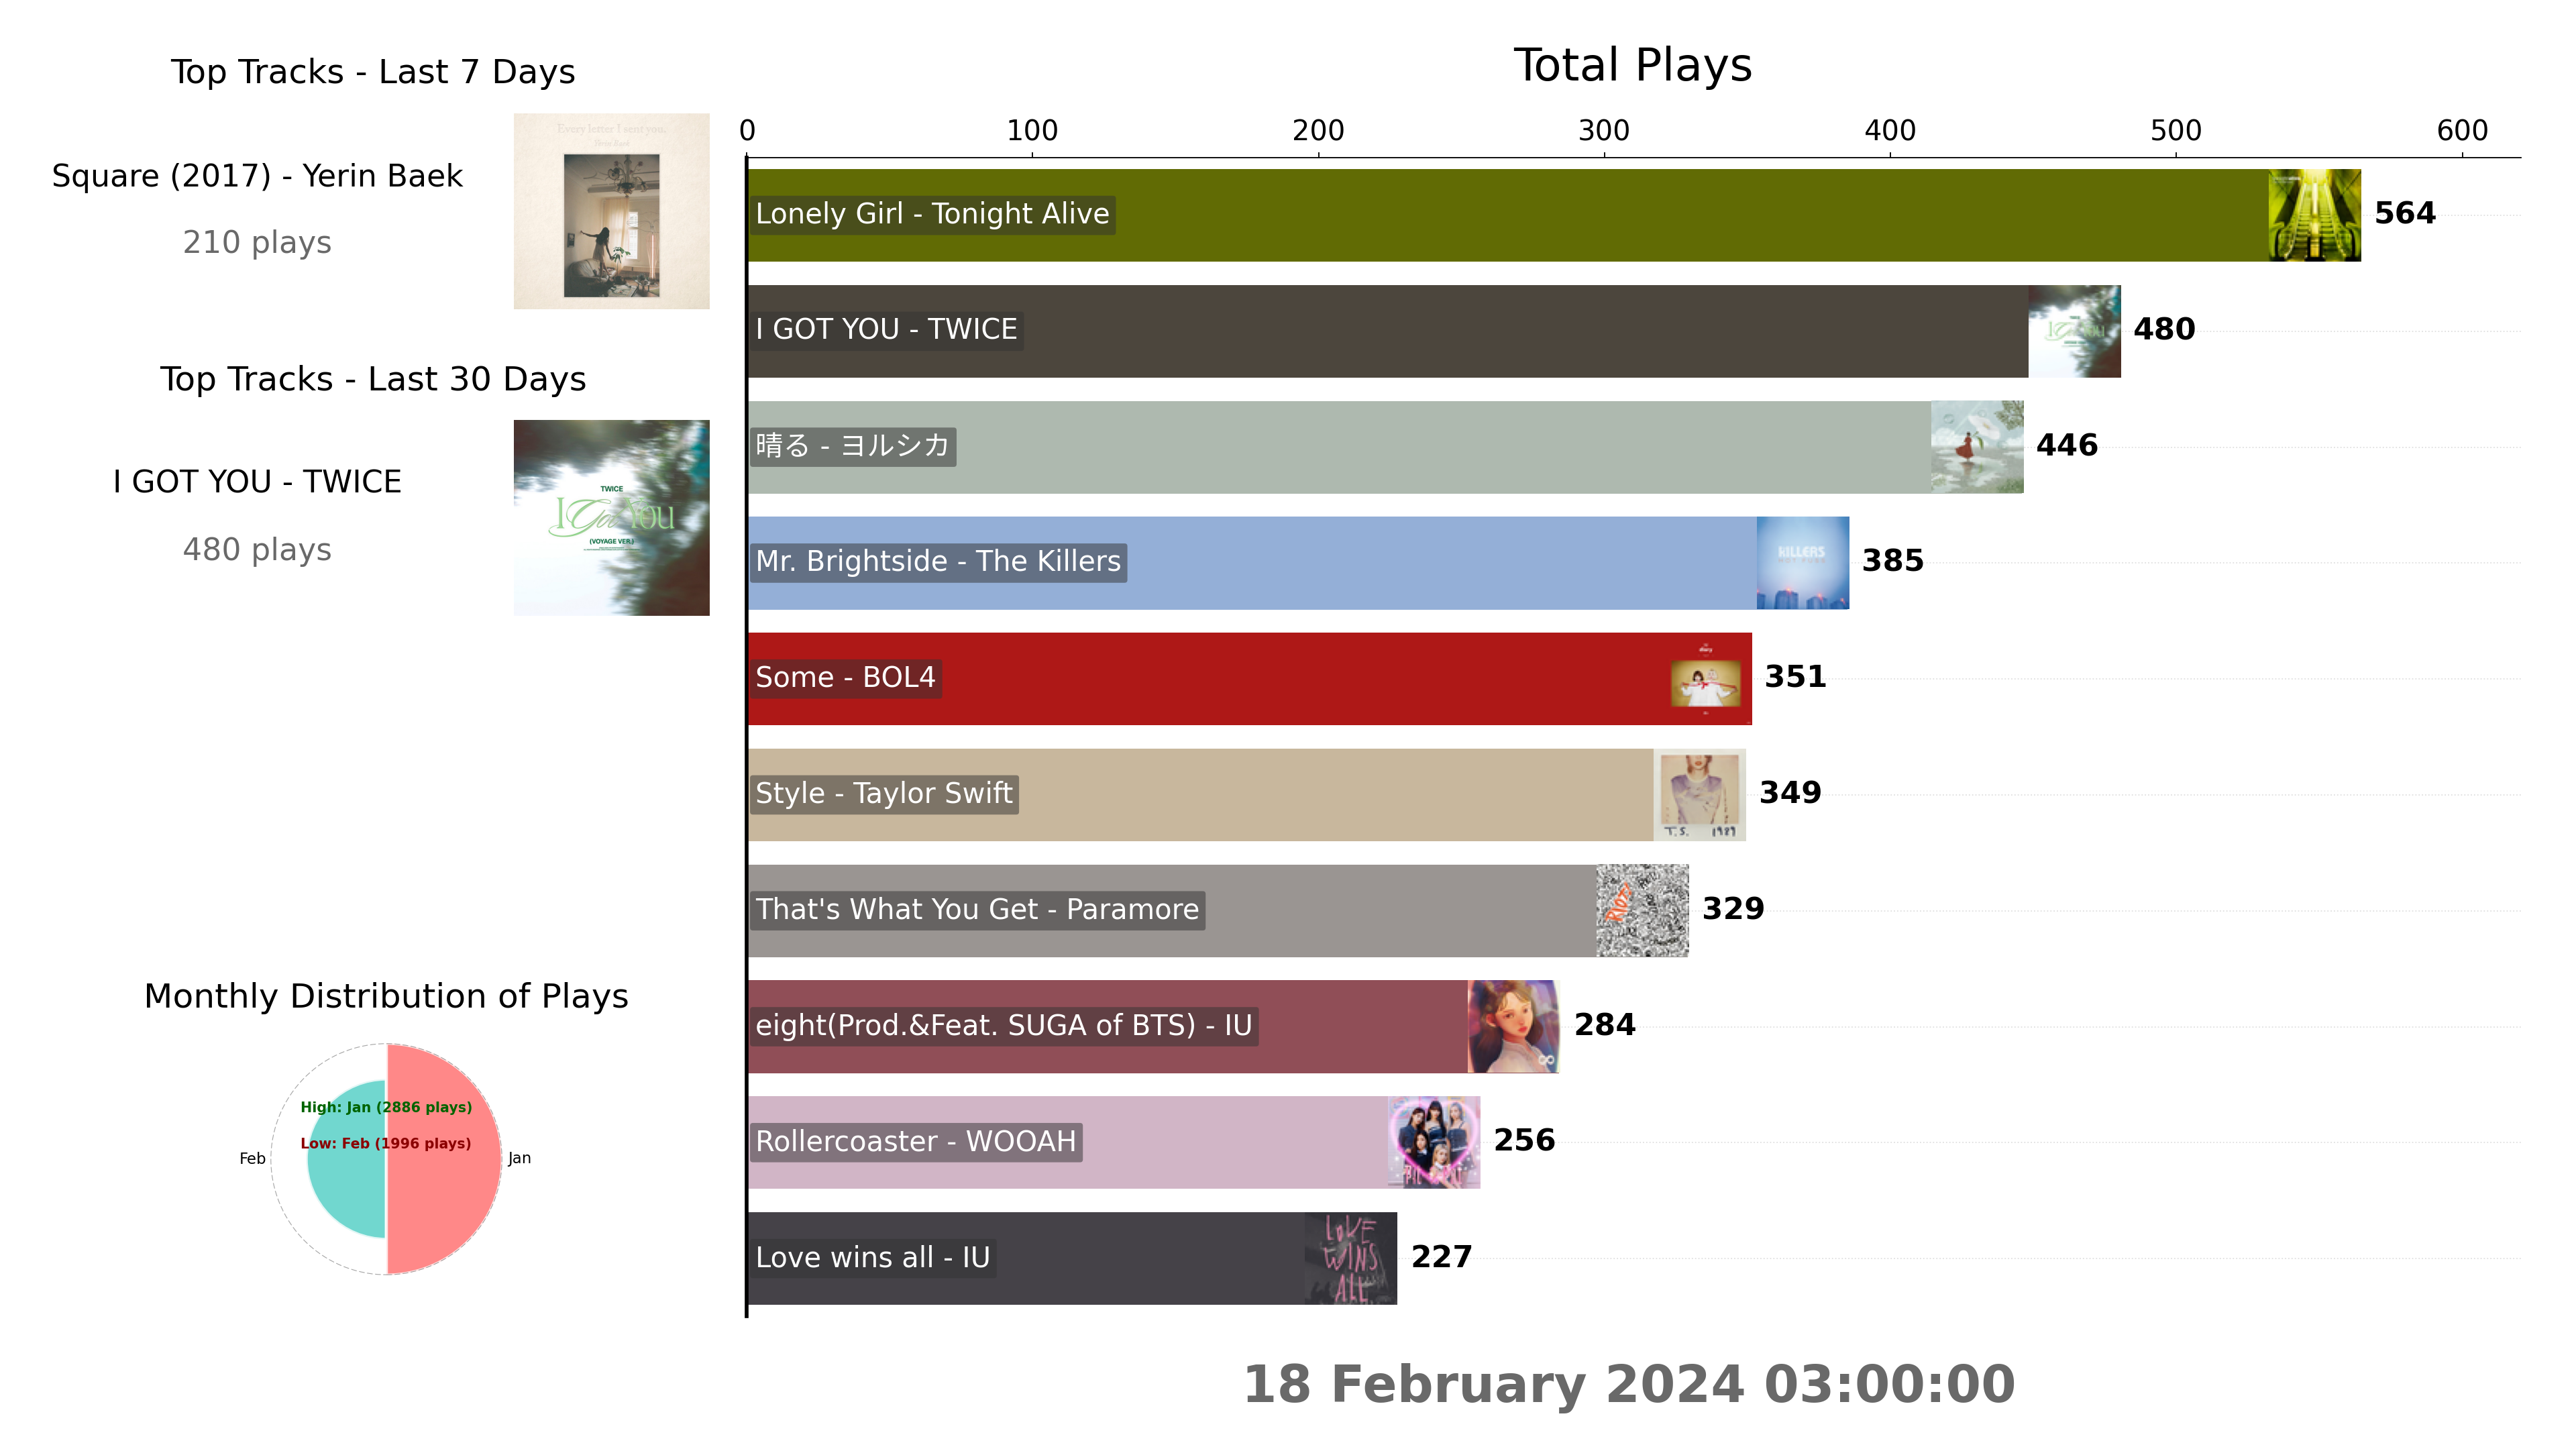 Top Tracks - Last 7 Days
Square (2017) - Yerin Baek
210 plays
Every letter I sent you.
Yerin Baek
Top Tracks - Last 30 Days
I GOT YOU - TWICE
480 plays
TWICE
I Got You
(VOYAGE VER.)
Monthly Distribution of Plays
High: Jan (2886 plays)
Low: Feb (1996 plays)
Feb
Jan
Total Plays
0 100 200 300 400 500 600
Lonely Girl - Tonight Alive 564
I GOT YOU - TWICE 480
晴る - ヨルシカ 446
Mr. Brightside - The Killers KILLERS 385
Some - BOL4 diary 351
Style - Taylor Swift T.S. 1989 349
That's What You Get - Paramore RIOT! 329
eight(Prod.&Feat. SUGA of BTS) - IU 284
Rollercoaster - WOOAH 256
Love wins all - IU LOVE WINS ALL 227
18 February 2024 03:00:00